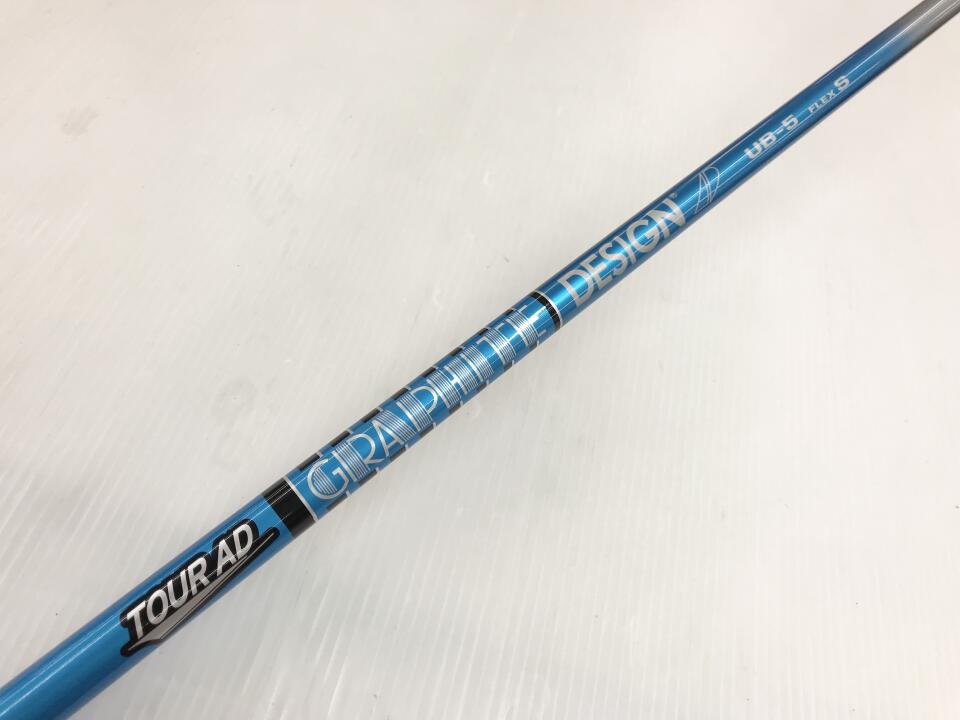 TOUR AD
GRAPHITE
DESIGN®
UB-5 FLEX S